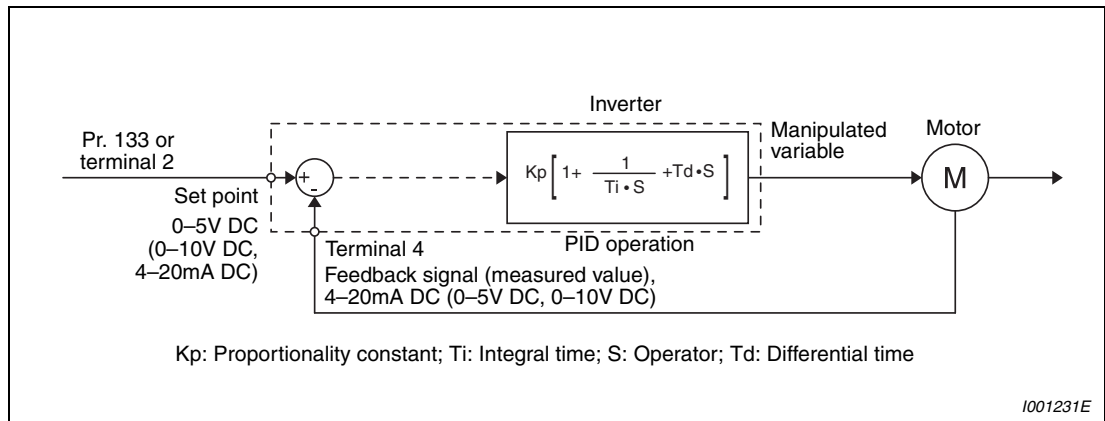 Inverter
Pr. 133 or
terminal 2
Manipulated
variable
Motor
+
-
Kp [ 1+ 1 / Ti • S +Td•S ]
M
Set point
0–5V DC
(0–10V DC,
4–20mA DC)
PID operation
Terminal 4
Feedback signal (measured value),
4–20mA DC (0–5V DC, 0–10V DC)
Kp: Proportionality constant; Ti: Integral time; S: Operator; Td: Differential time
I001231E